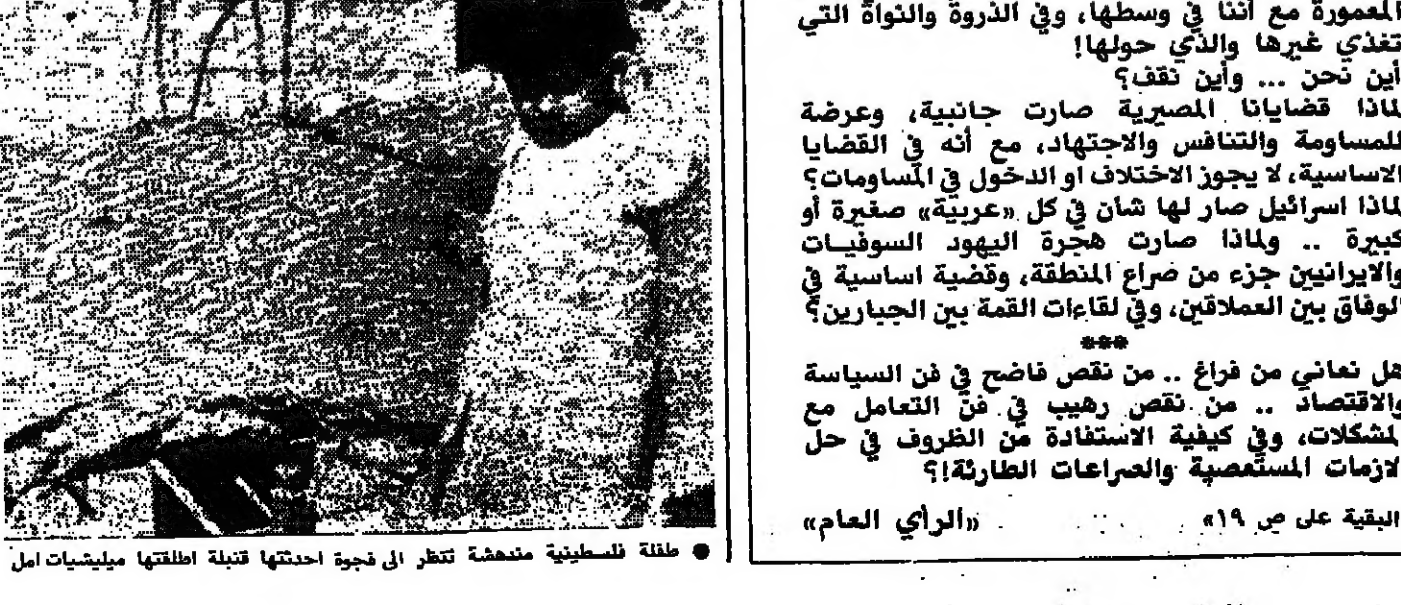 المعمورة مع اننا في وسطها، وفي الذروة والنواة التي
تغذي غيرها والذي حولها!
أين نحن ... وأين نقف؟
لماذا قضايانا المصيرية صارت جانبية، وعرضة
للمساومة والتنافس والاجتهاد، مع أنه في القضايا
الاساسية، لا يجوز الاختلاف او الدخول في المساومات؟
لماذا اسرائيل صار لها شان في كل «عربية» صغيرة أو
كبيرة .. ولماذا صارت هجرة اليهود السوفيات
والايرانيين جزء من صراع المنطقة، وقضية اساسية في
الوفاق بين العملاقين، وفي لقاءات القمة بين الجبارين؟
***
هل نعاني من فراغ .. من نقص فاضح في فن السياسة
والاقتصاد .. من نقص رهيب في فنّ التعامل مع
المشكلات، وفي كيفية الاستفادة من الظروف في حل
الازمات المستعصية والصراعات الطارئة!؟
«الرأي العام»
البقية على ص ١٩»
● طفلة فلسطينية مندهشة تنظر الى فجوة احدثتها قنبلة اطلقتها ميليشيات امل